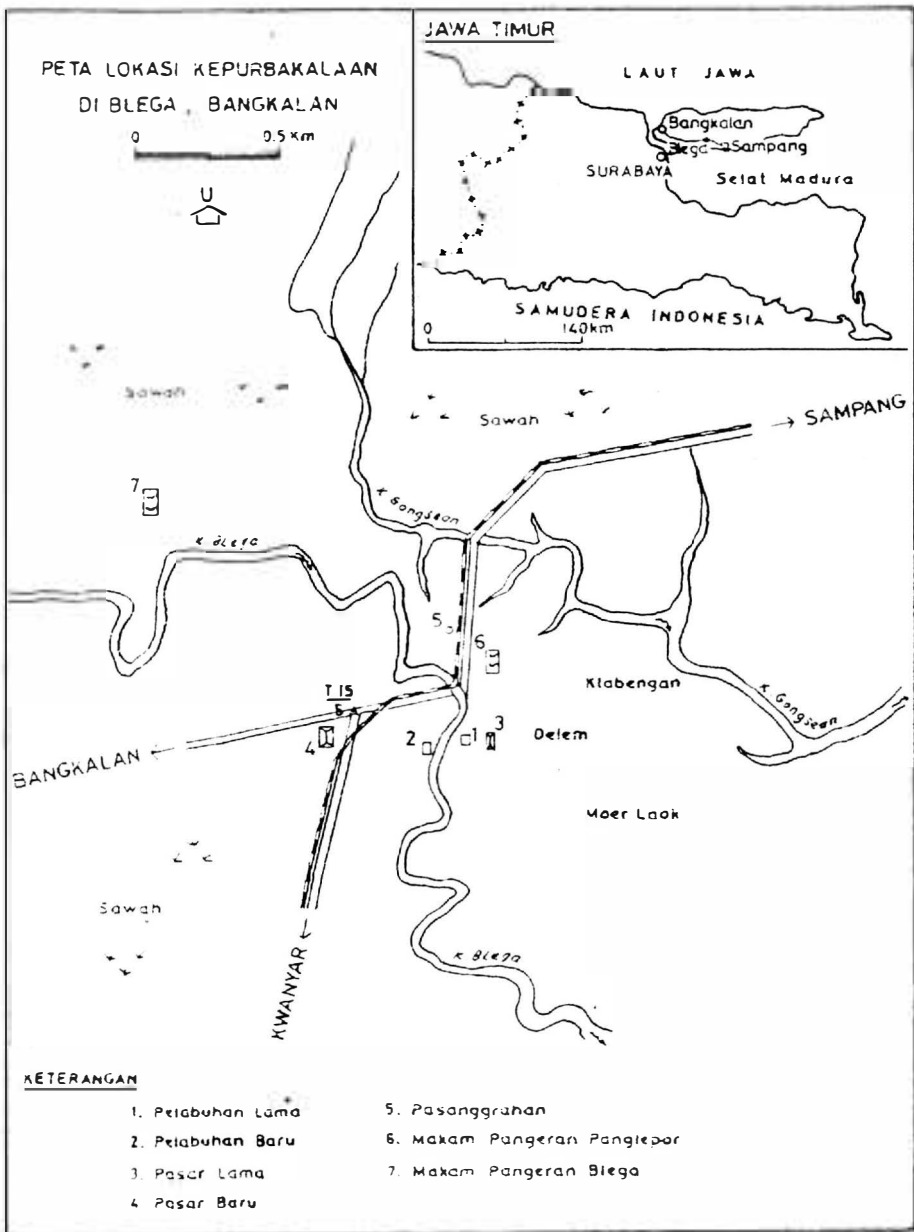 PETA LOKASI KEPURBAKALAAN
DI BLEGA, BANGKALAN
0 0.5 Km
U
JAWA TIMUR
LAUT JAWA
Bangkalan
Blega
Sampang
SURABAYA
Selat Madura
SAMUDERA INDONESIA
0 140km
Sawah
Sawah
SAMPANG
7
K Gongsean
K Blega
5
6
T 15
Klabengan
K Gongsean
4
2
1
3
Delem
BANGKALAN
Moer Laok
Sawah
KWANYAR
K Blega
KETERANGAN
1. Pelabuhan Lama
2. Pelabuhan Baru
3. Pasar Lama
4 Pasar Baru
5. Pasanggrahan
6. Makam Pangeran Panglepor
7. Makam Pangeran Blega